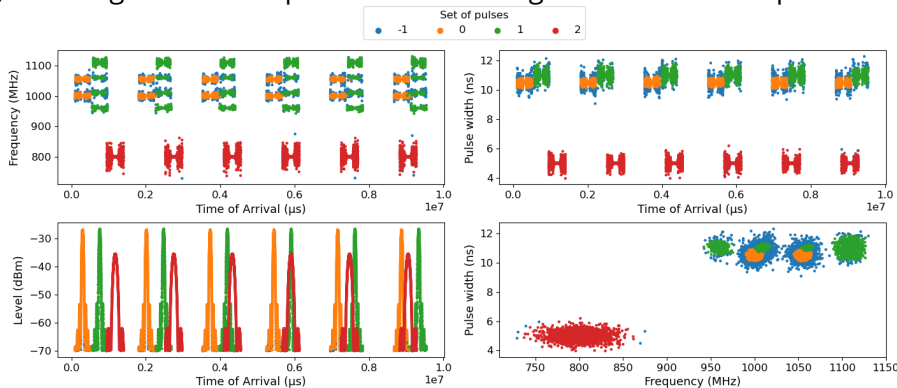 Set of pulses
-1 0 1 2
Frequency (MHz)
1100
1000
900
800
0.0 0.2 0.4 0.6 0.8 1.0
Time of Arrival (µs)
1e7
Pulse width (ns)
12
10
8
6
4
0.0 0.2 0.4 0.6 0.8 1.0
Time of Arrival (µs)
1e7
Level (dBm)
−30
−40
−50
−60
−70
0.0 0.2 0.4 0.6 0.8 1.0
Time of Arrival (µs)
1e7
Pulse width (ns)
12
10
8
6
4
750 800 850 900 950 1000 1050 1100 1150
Frequency (MHz)